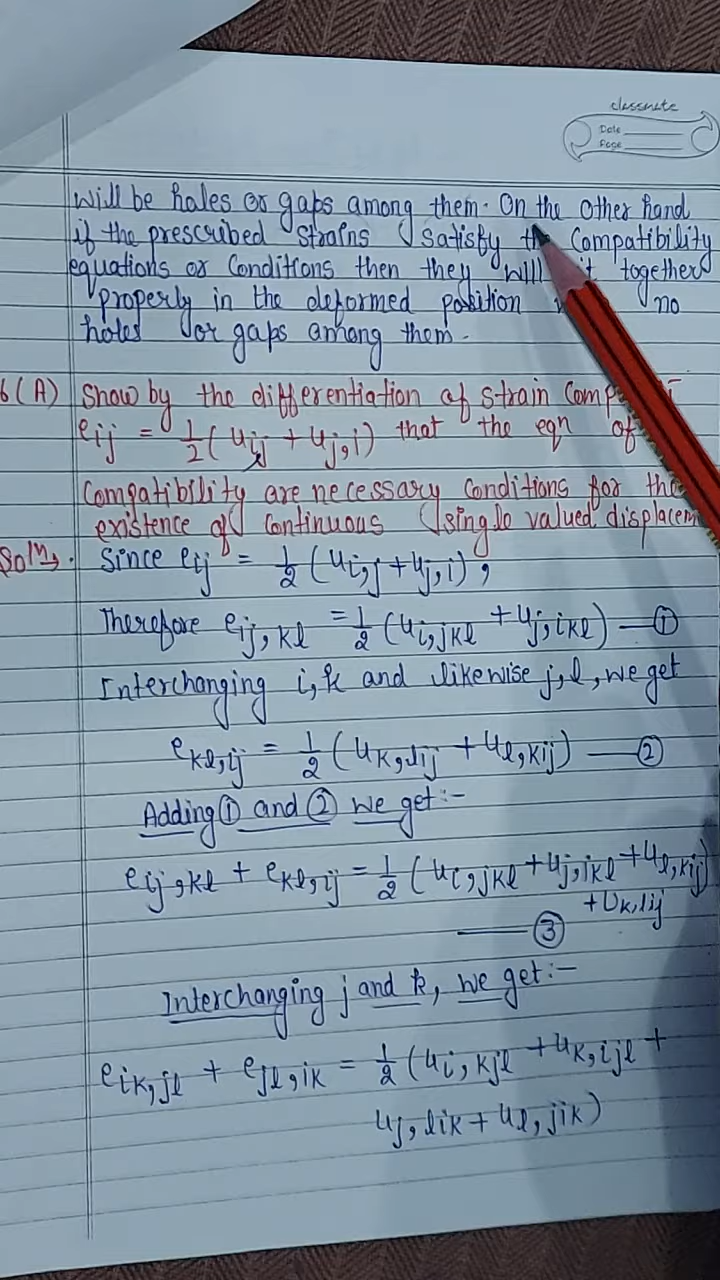 classmate
Date
Page
will be holes or gaps among them. On the other hand
if the prescribed strains satisfy the Compatibility
equations or Conditions then they will together
properly in the deformed position no
holes or gaps among them.
6(A) Show by the differentiation of strain
eij = 1/2(ui,j + uj,i) that the eqn of
Compatibility are necessary conditions for the
existence of continuous single valued
Solⁿ. Since eij = 1/2 (ui,j + uj,i),
Therefore eij,kl = 1/2 (ui,jkl + uj,ikl) — ①
Interchanging i,k and likewise j,l, we get
ekl,ij = 1/2 (uk,lij + ul,kij) — ②
Adding ① and ② we get:-
eij,kl + ekl,ij = 1/2 (ui,jkl + uj,ikl + ul,kij)
+ Uk,lij
— ③
Interchanging j and k, we get:-
eik,jl + ejl,ik = 1/2 (ui,kjl + uk,ijl +
uj,lik + ul,jik)